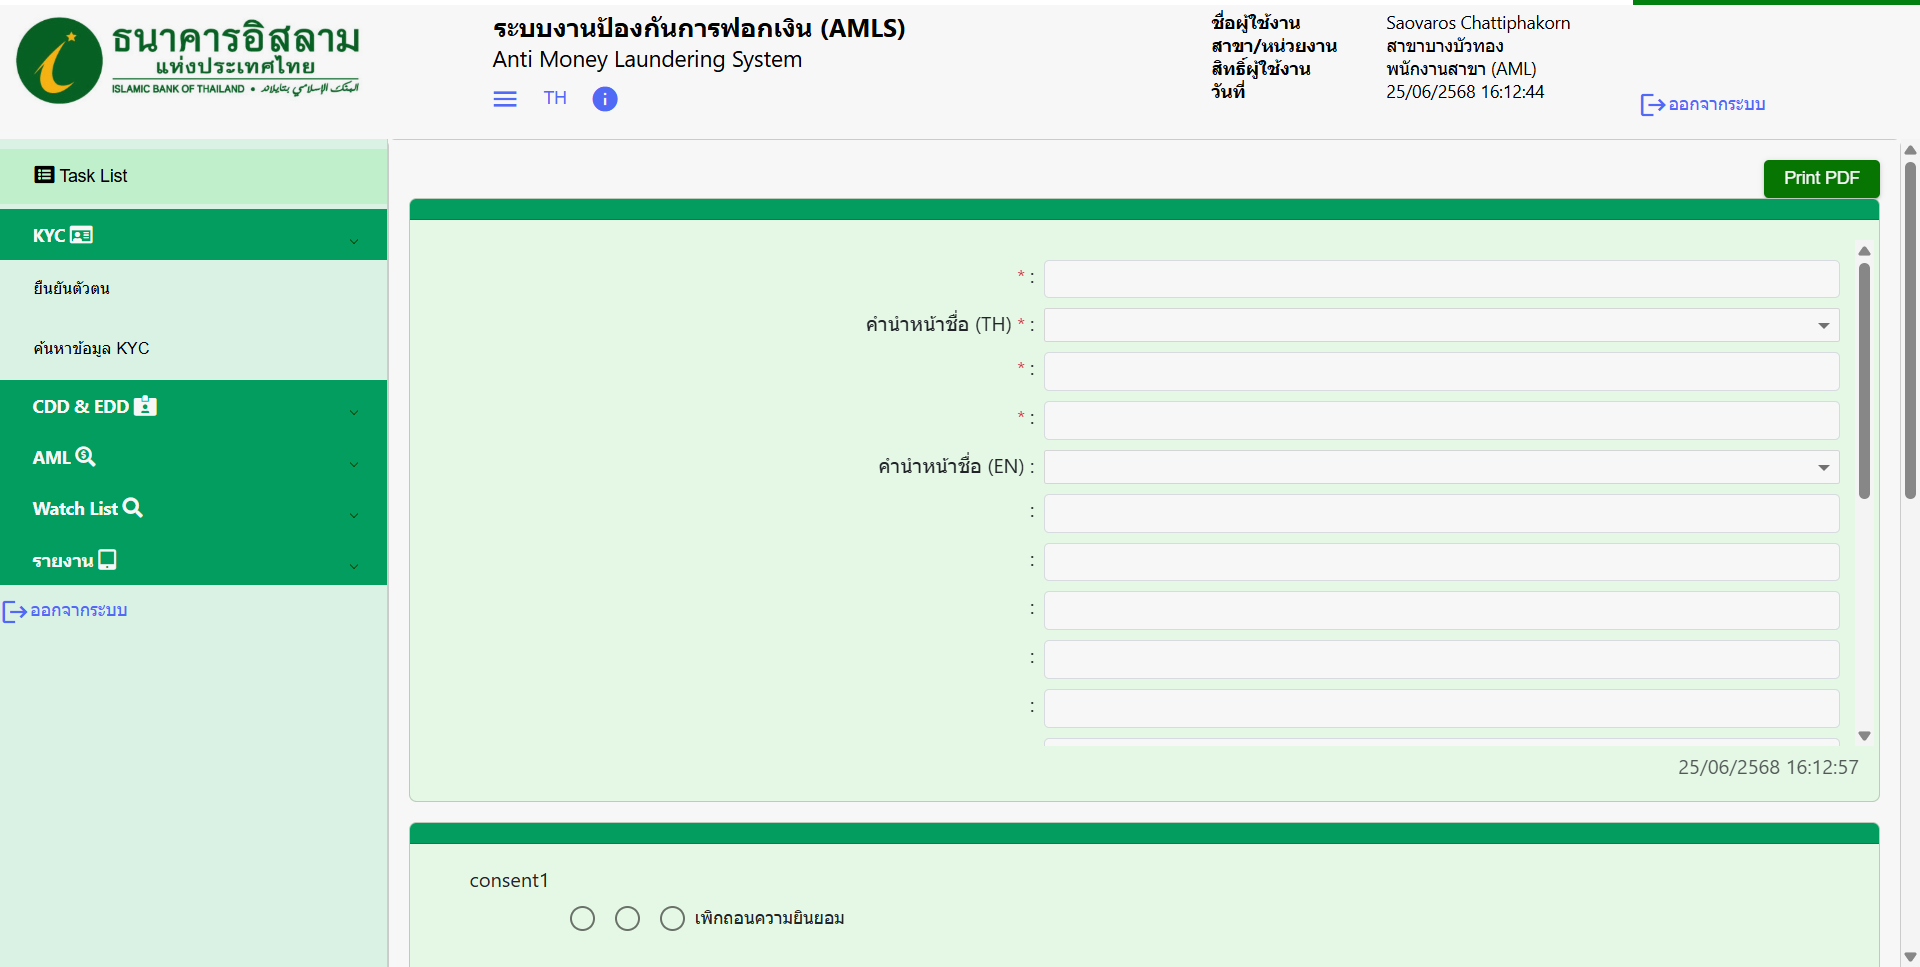 ธนาคารอิสลาม
แห่งประเทศไทย
ISLAMIC BANK OF THAILAND •
ระบบงานป้องกันการฟอกเงิน (AMLS)
Anti Money Laundering System
TH
ชื่อผู้ใช้งาน Saovaros Chattiphakorn
สาขา/หน่วยงาน สาขาบางบัวทอง
สิทธิ์ผู้ใช้งาน พนักงานสาขา (AML)
วันที่ 25/06/2568 16:12:44
ออกจากระบบ
Task List
KYC
ยืนยันตัวตน
ค้นหาข้อมูล KYC
CDD & EDD
AML
Watch List
รายงาน
ออกจากระบบ
Print PDF
* :
คำนำหน้าชื่อ (TH) * :
* :
* :
คำนำหน้าชื่อ (EN) :
:
:
:
:
:
25/06/2568 16:12:57
consent1
เพิกถอนความยินยอม